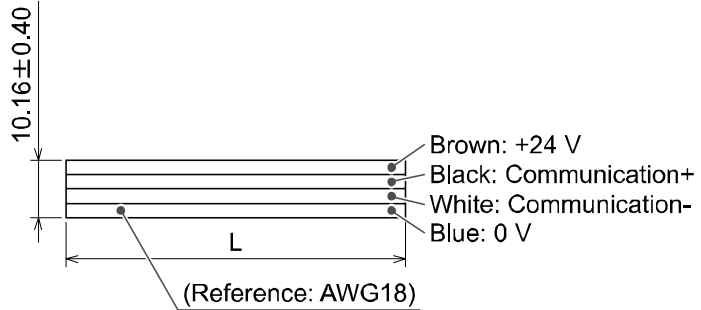 10.16±0.40
Brown: +24 V
Black: Communication+
White: Communication-
Blue: 0 V
L
(Reference: AWG18)